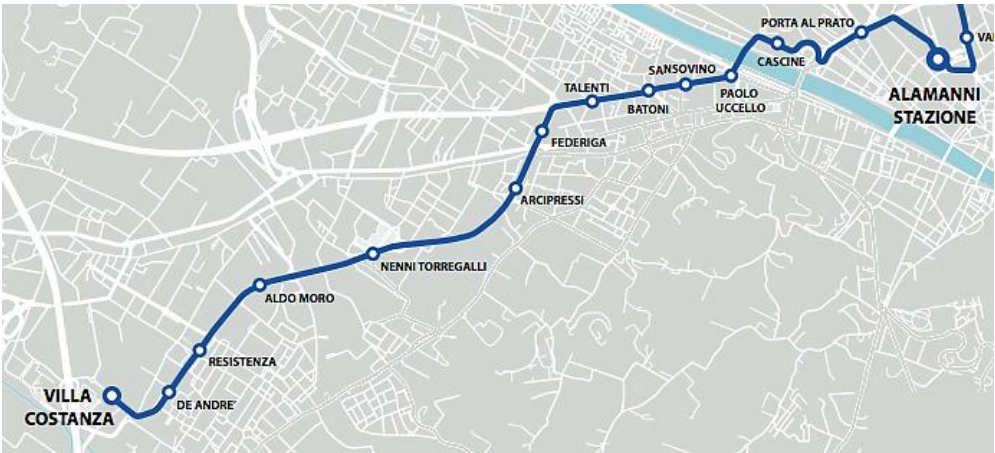 PORTA AL PRATO
CASCINE
ALAMANNI
STAZIONE
SANSOVINO
TALENTI
BATONI
PAOLO
UCCELLO
FEDERIGA
ARCIPRESSI
NENNI TORREGALLI
ALDO MORO
RESISTENZA
VILLA
COSTANZA
DE ANDRE'